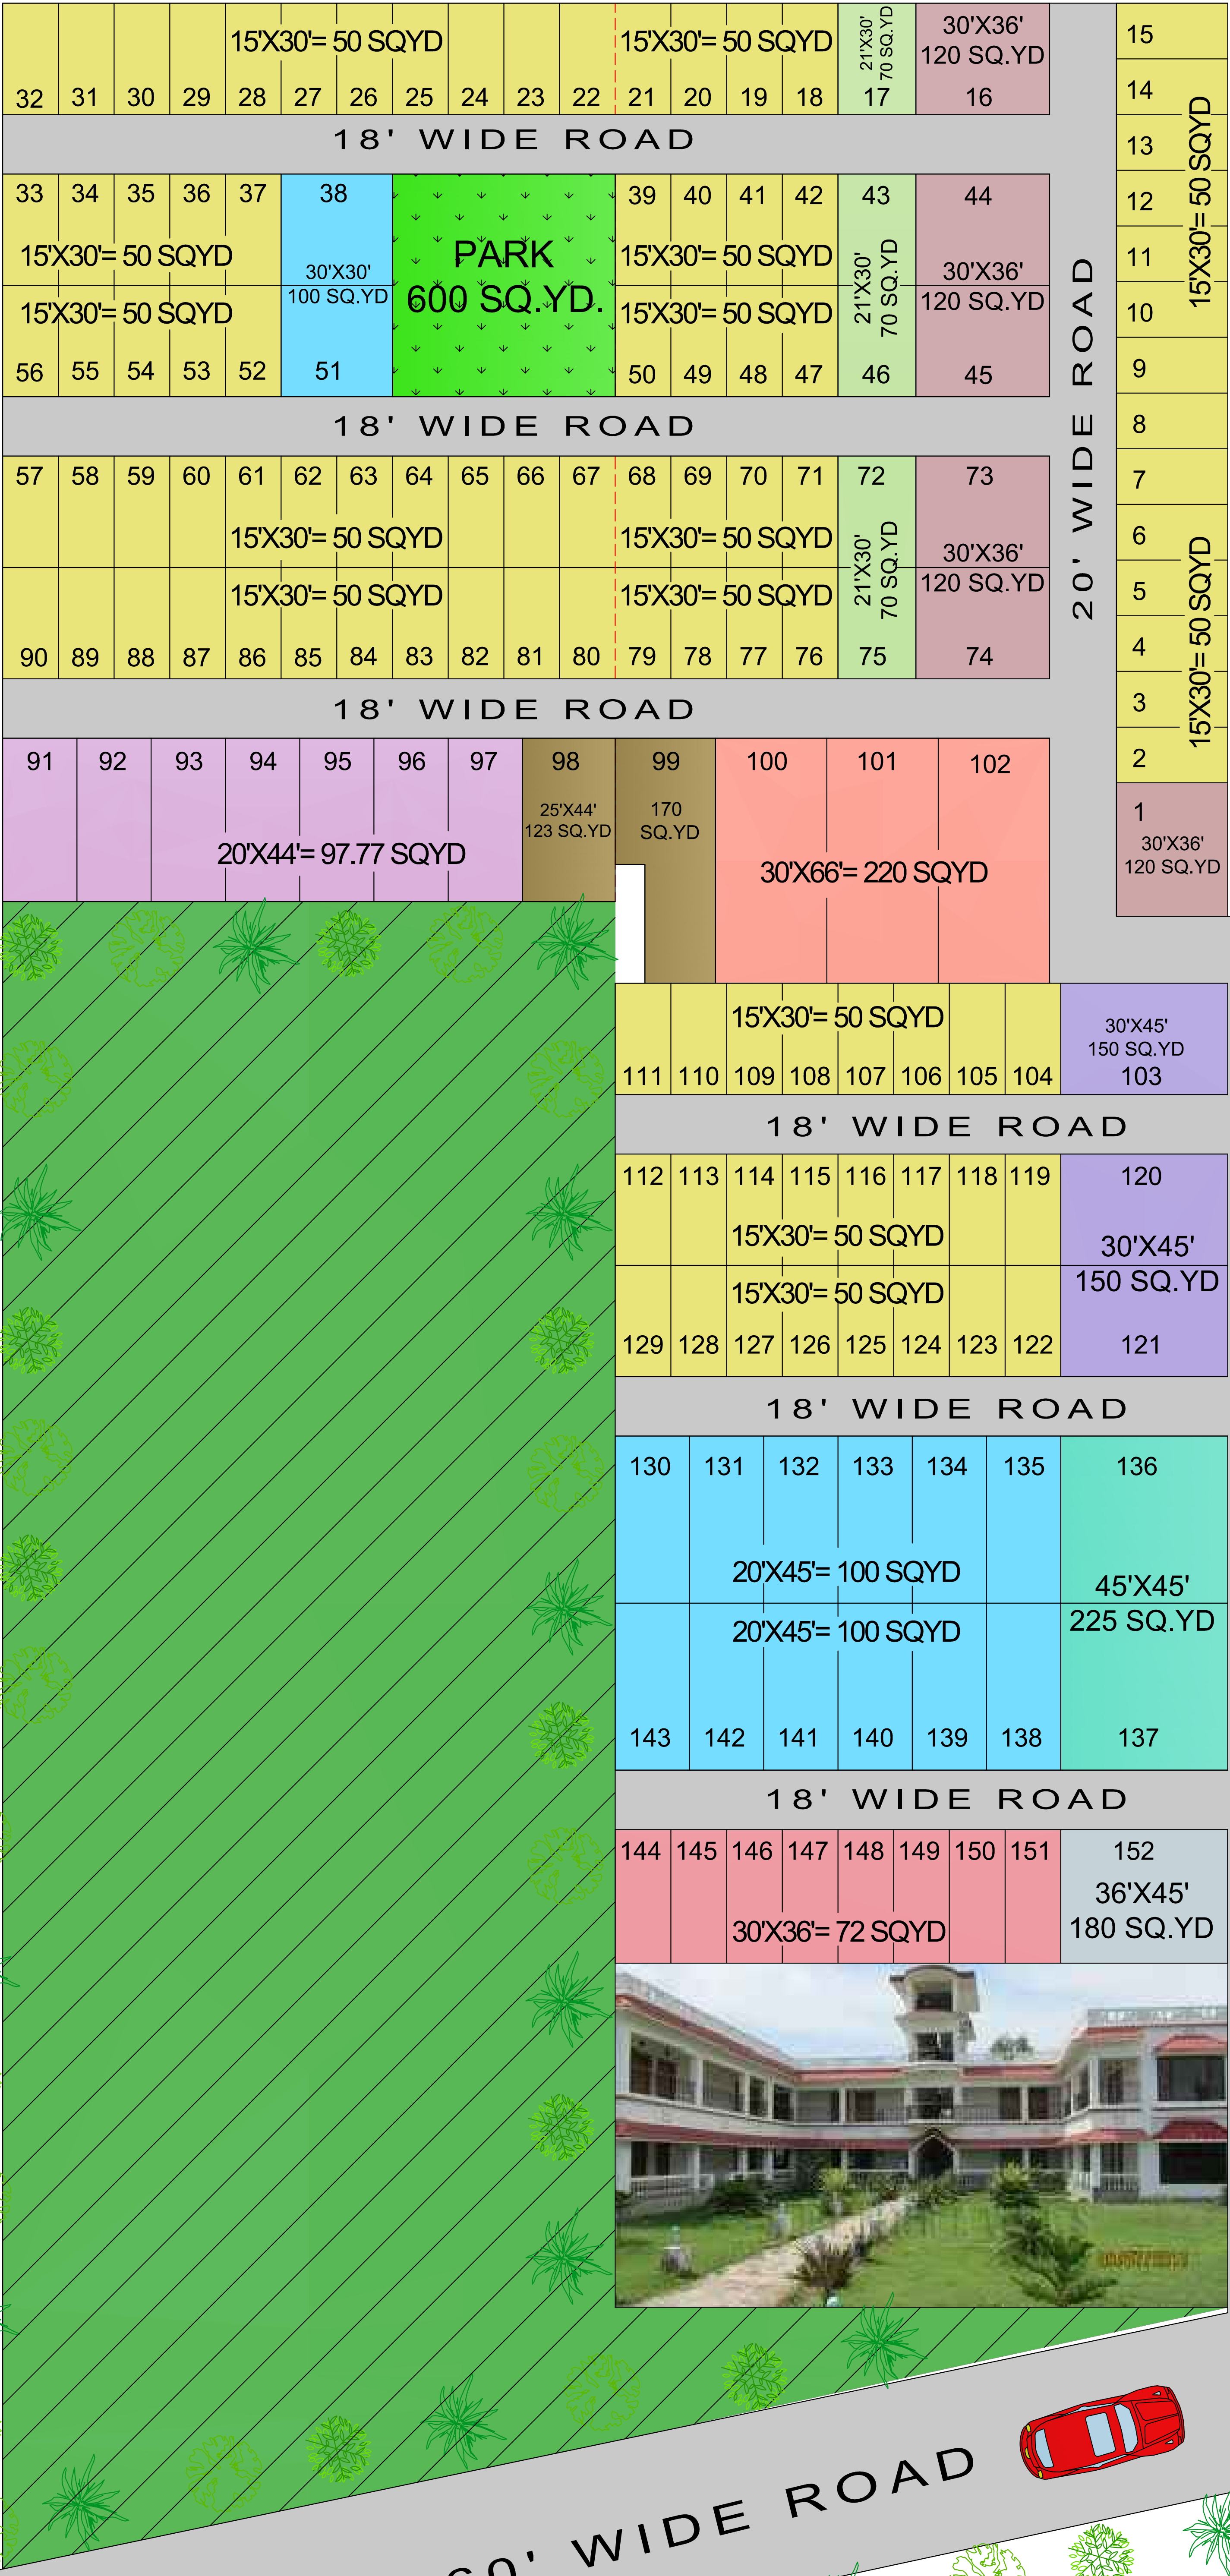 15'X30'= 50 SQYD
15'X30'= 50 SQYD
21'X30'
70 SQ.YD
30'X36'
120 SQ.YD
32 31 30 29 28 27 26 25 24 23 22 21 20 19 18 17 16
18' WIDE ROAD
33 34 35 36 37 38 39 40 41 42 43 44
PARK
600 SQ.YD.
15'X30'= 50 SQYD
15'X30'= 50 SQYD
30'X30'
100 SQ.YD
15'X30'= 50 SQYD
15'X30'= 50 SQYD
21'X30'
70 SQ.YD
30'X36'
120 SQ.YD
56 55 54 53 52 51 50 49 48 47 46 45
18' WIDE ROAD
57 58 59 60 61 62 63 64 65 66 67 68 69 70 71 72 73
15'X30'= 50 SQYD
15'X30'= 50 SQYD
15'X30'= 50 SQYD
15'X30'= 50 SQYD
21'X30'
70 SQ.YD
30'X36'
120 SQ.YD
90 89 88 87 86 85 84 83 82 81 80 79 78 77 76 75 74
18' WIDE ROAD
20' WIDE ROAD
15
14
13
12
11
10
9
8
7
6
5
4
3
2
15'X30'= 50 SQYD
15'X30'= 50 SQYD
1
30'X36'
120 SQ.YD
91 92 93 94 95 96 97 98 99 100 101 102
20'X44'= 97.77 SQYD
25'X44'
123 SQ.YD
170
SQ.YD
30'X66'= 220 SQYD
15'X30'= 50 SQYD
30'X45'
150 SQ.YD
111 110 109 108 107 106 105 104 103
18' WIDE ROAD
112 113 114 115 116 117 118 119 120
15'X30'= 50 SQYD
15'X30'= 50 SQYD
30'X45'
150 SQ.YD
129 128 127 126 125 124 123 122 121
18' WIDE ROAD
130 131 132 133 134 135 136
20'X45'= 100 SQYD
20'X45'= 100 SQYD
45'X45'
225 SQ.YD
143 142 141 140 139 138 137
18' WIDE ROAD
144 145 146 147 148 149 150 151 152
30'X36'= 72 SQYD
36'X45'
180 SQ.YD
WIDE ROAD